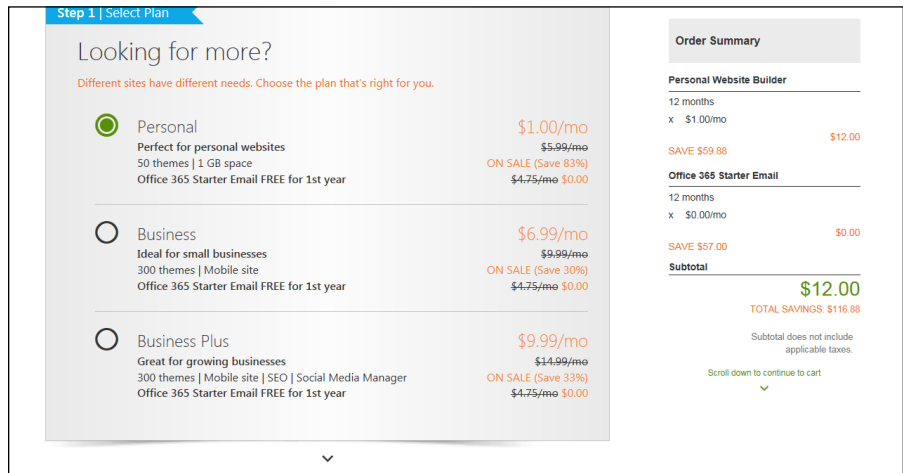 Step 1 | Select Plan
Looking for more?
Different sites have different needs. Choose the plan that's right for you.
Personal $1.00/mo
Perfect for personal websites $5.99/mo
50 themes | 1 GB space ON SALE (Save 83%)
Office 365 Starter Email FREE for 1st year $4.75/mo $0.00
Business $6.99/mo
Ideal for small businesses $9.99/mo
300 themes | Mobile site ON SALE (Save 30%)
Office 365 Starter Email FREE for 1st year $4.75/mo $0.00
Business Plus $9.99/mo
Great for growing businesses $14.99/mo
300 themes | Mobile site | SEO | Social Media Manager ON SALE (Save 33%)
Office 365 Starter Email FREE for 1st year $4.75/mo $0.00
Order Summary
Personal Website Builder
12 months
x $1.00/mo
$12.00
SAVE $59.88
Office 365 Starter Email
12 months
x $0.00/mo
$0.00
SAVE $57.00
Subtotal
$12.00
TOTAL SAVINGS: $116.88
Subtotal does not include
applicable taxes.
Scroll down to continue to cart